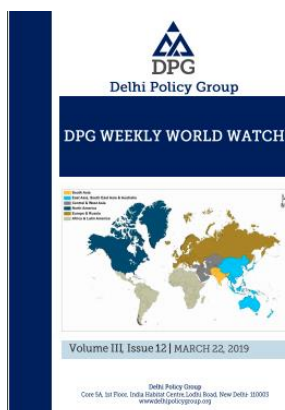 DPG
Delhi Policy Group
DPG WEEKLY WORLD WATCH
South Asia
East Asia, South East Asia & Australia
Central & West Asia
North America
Europe & Russia
Africa & Latin America
Volume III, Issue 12 | MARCH 22, 2019
Delhi Policy Group
Core 5A, 1st Floor, India Habitat Centre, Lodhi Road, New Delhi- 110003
www.delhipolicygroup.org